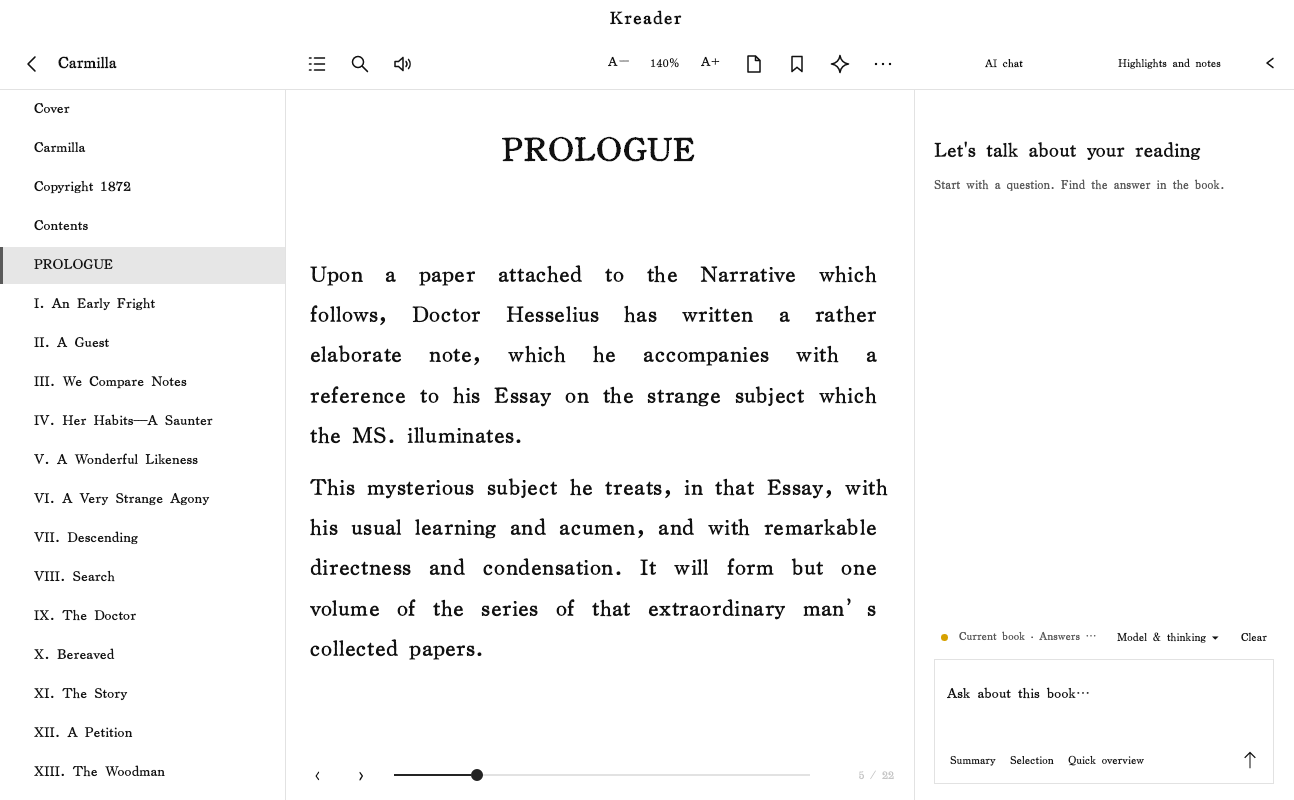 Kreader
Carmilla
A− 140% A+
AI chat
Highlights and notes
Cover
Carmilla
Copyright 1872
Contents
PROLOGUE
I. An Early Fright
II. A Guest
III. We Compare Notes
IV. Her Habits—A Saunter
V. A Wonderful Likeness
VI. A Very Strange Agony
VII. Descending
VIII. Search
IX. The Doctor
X. Bereaved
XI. The Story
XII. A Petition
XIII. The Woodman
PROLOGUE
Upon a paper attached to the Narrative which
follows, Doctor Hesselius has written a rather
elaborate note, which he accompanies with a
reference to his Essay on the strange subject which
the MS. illuminates.
This mysterious subject he treats, in that Essay, with
his usual learning and acumen, and with remarkable
directness and condensation. It will form but one
volume of the series of that extraordinary man’s
collected papers.
5 / 22
Let's talk about your reading
Start with a question. Find the answer in the book.
Current book · Answers ···
Model & thinking
Clear
Ask about this book···
Summary Selection Quick overview